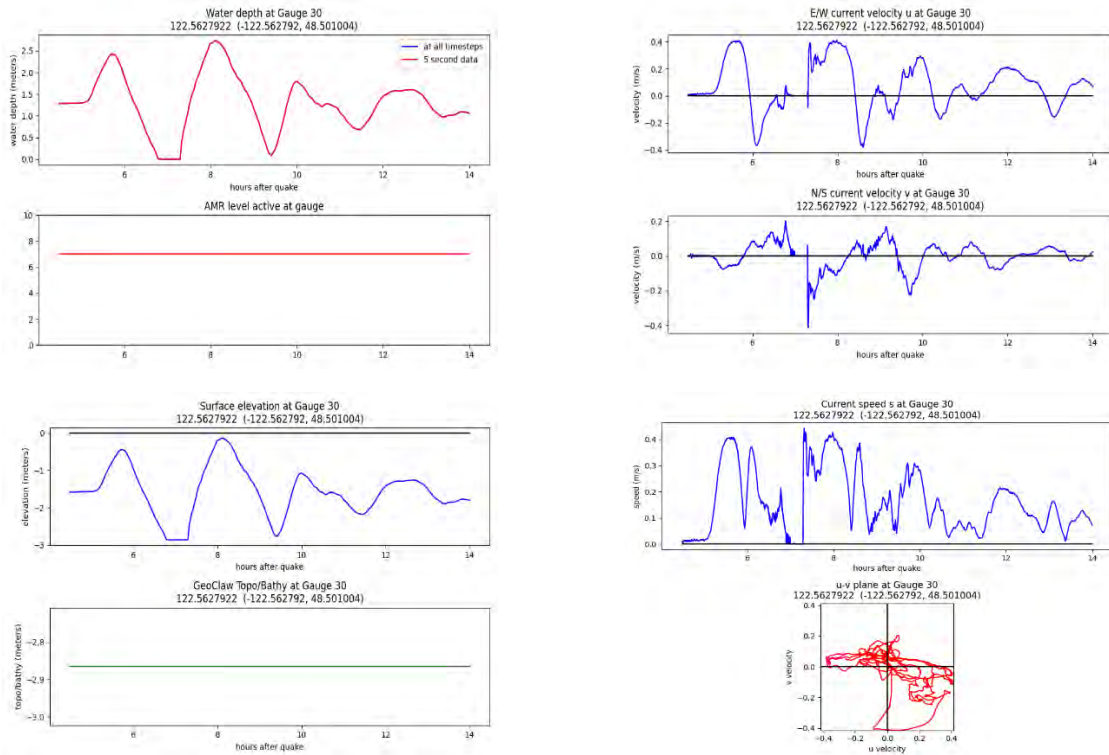 Water depth at Gauge 30
122.5627922 (-122.562792, 48.501004)
at all timesteps
5 second data
water depth (meters)
2.5
2.0
1.5
1.0
0.5
0.0
6
8
10
12
14
hours after quake
AMR level active at gauge
10
8
6
4
2
0
6
8
10
12
14
Surface elevation at Gauge 30
122.5627922 (-122.562792, 48.501004)
elevation (meters)
0
−1
−2
−3
6
8
10
12
14
hours after quake
GeoClaw Topo/Bathy at Gauge 30
122.5627922 (-122.562792, 48.501004)
topo/bathy (meters)
−2.8
−2.9
−3.0
6
8
10
12
14
hours after quake
E/W current velocity u at Gauge 30
122.5627922 (-122.562792, 48.501004)
velocity (m/s)
0.4
0.2
0.0
−0.2
−0.4
6
8
10
12
14
hours after quake
N/S current velocity v at Gauge 30
122.5627922 (-122.562792, 48.501004)
velocity (m/s)
0.2
0.0
−0.2
−0.4
6
8
10
12
14
hours after quake
Current speed s at Gauge 30
122.5627922 (-122.562792, 48.501004)
speed (m/s)
0.4
0.3
0.2
0.1
0.0
6
8
10
12
14
hours after quake
u-v plane at Gauge 30
122.5627922 (-122.562792, 48.501004)
v velocity
0.4
0.2
0.0
−0.2
−0.4
−0.4
−0.2
0.0
0.2
0.4
u velocity